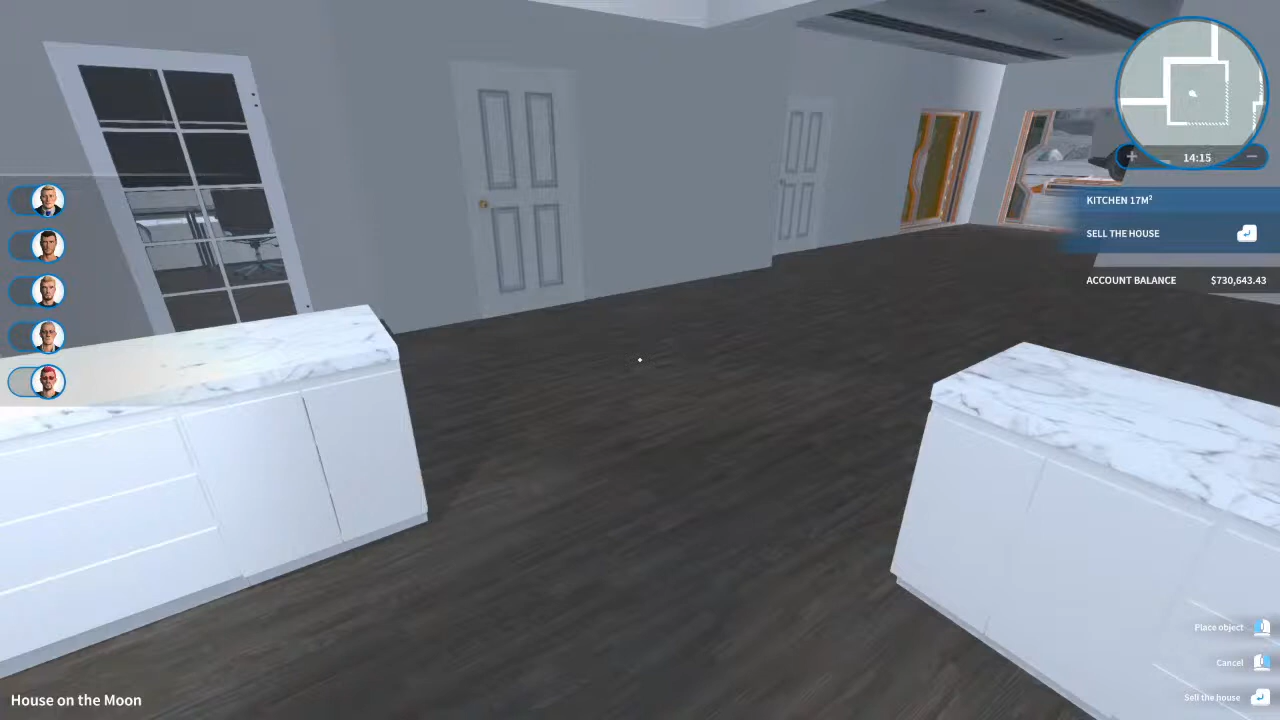 14:15
KITCHEN 17M²
SELL THE HOUSE
ACCOUNT BALANCE $730,643.43
Place object
Cancel
Sell the house
House on the Moon